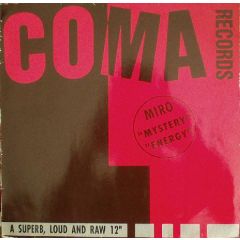 COMA
RECORDS
MIRO
"MYSTERY"
"ENERGY"
A SUPERB, LOUD AND RAW 12"